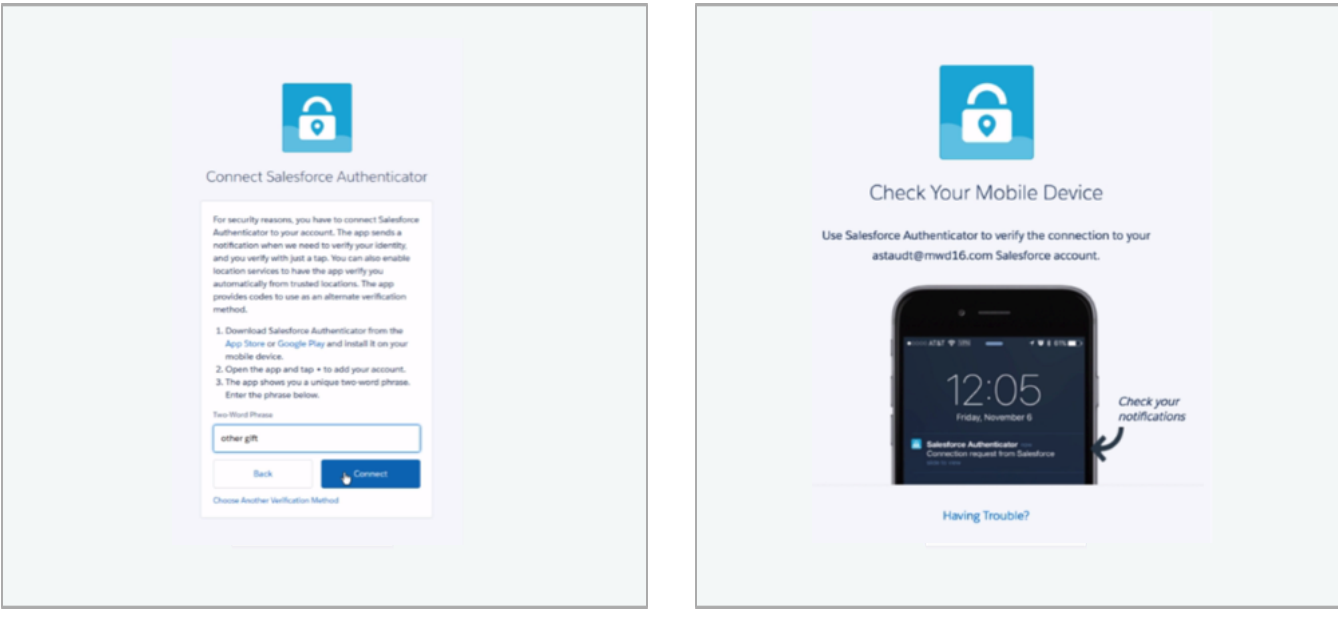 Connect Salesforce Authenticator
For security reasons, you have to connect Salesforce
Authenticator to your account. The app sends a
notification when we need to verify your identity,
and you verify with just a tap. You can also enable
location services to have the app verify you
automatically from trusted locations. The app
provides codes to use as an alternate verification
method.
1. Download Salesforce Authenticator from the
App Store or Google Play and install it on your
mobile device.
2. Open the app and tap + to add your account.
3. The app shows you a unique two-word phrase.
Enter the phrase below.
Two-Word Phrase
other gift
Back
Connect
Choose Another Verification Method
Check Your Mobile Device
Use Salesforce Authenticator to verify the connection to your
astaudt@mwd16.com Salesforce account.
AT&T
12:05
Friday, November 6
Salesforce Authenticator now
Connection request from Salesforce
slide to view
Check your
notifications
Having Trouble?